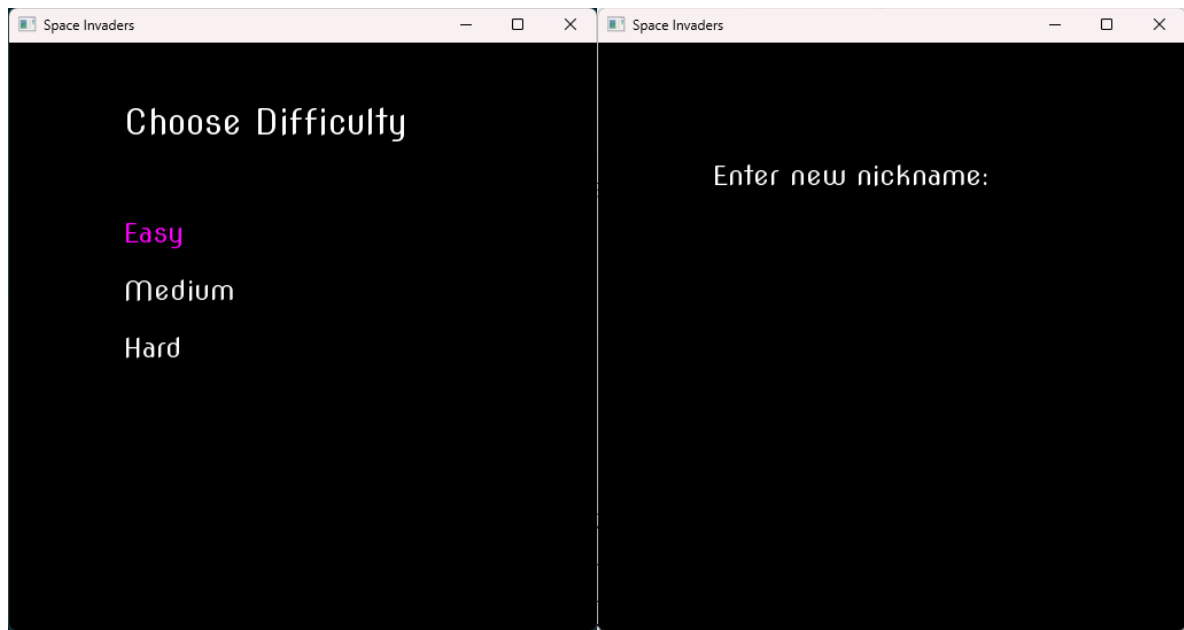 Space Invaders
Choose Difficulty
Easy
Medium
Hard
Space Invaders
Enter new nickname: